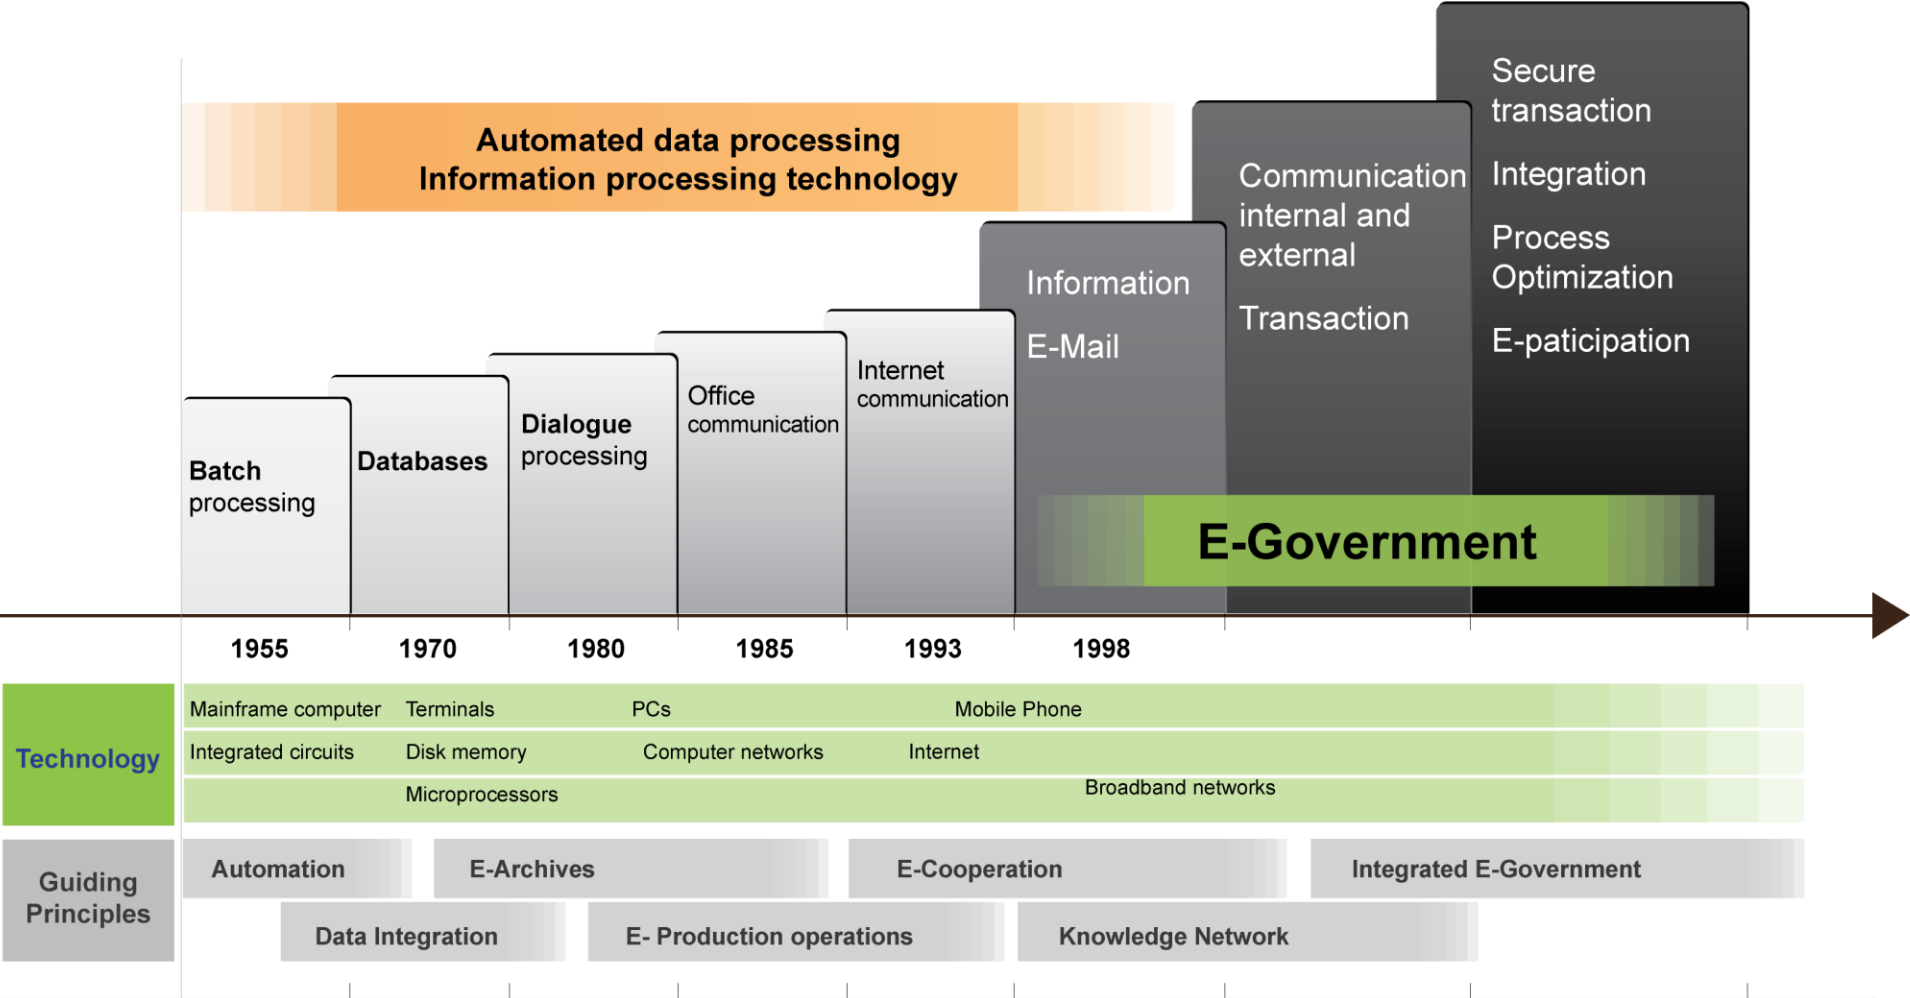 Automated data processing
Information processing technology
Secure
transaction
Integration
Process
Optimization
E-paticipation
Communication
internal and
external
Transaction
Information
E-Mail
Internet
communication
Office
communication
Dialogue
processing
Databases
Batch
processing
E-Government
1955
1970
1980
1985
1993
1998
Technology
Mainframe computer
Terminals
PCs
Mobile Phone
Integrated circuits
Disk memory
Computer networks
Internet
Microprocessors
Broadband networks
Guiding
Principles
Automation
E-Archives
E-Cooperation
Integrated E-Government
Data Integration
E- Production operations
Knowledge Network